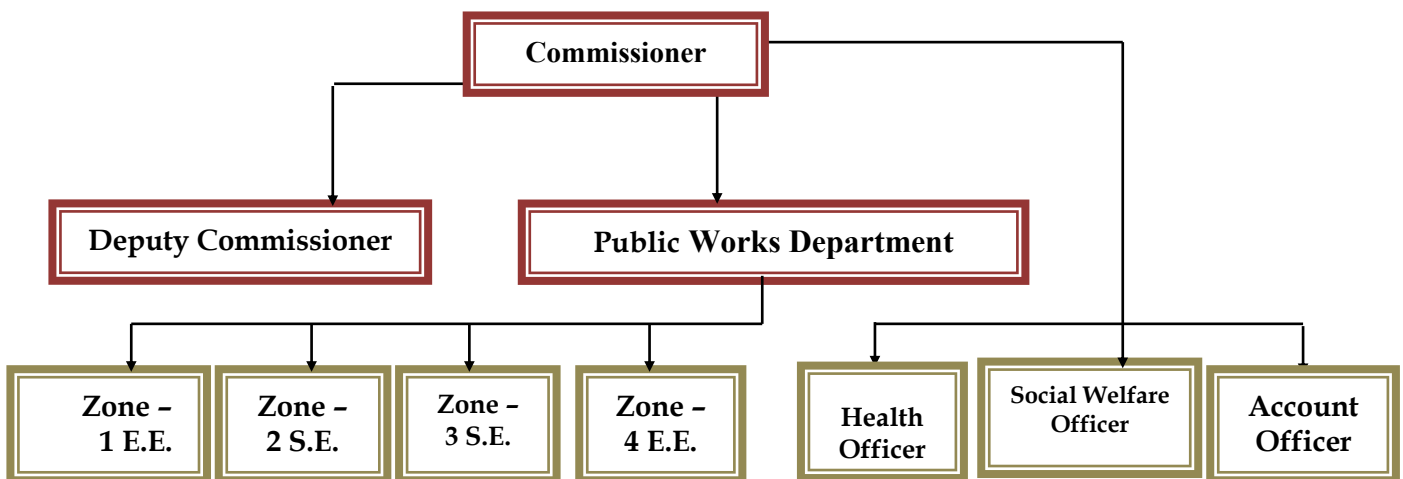 Commissioner
Deputy Commissioner
Public Works Department
Zone –
1 E.E.
Zone –
2 S.E.
Zone –
3 S.E.
Zone –
4 E.E.
Health
Officer
Social Welfare
Officer
Account
Officer